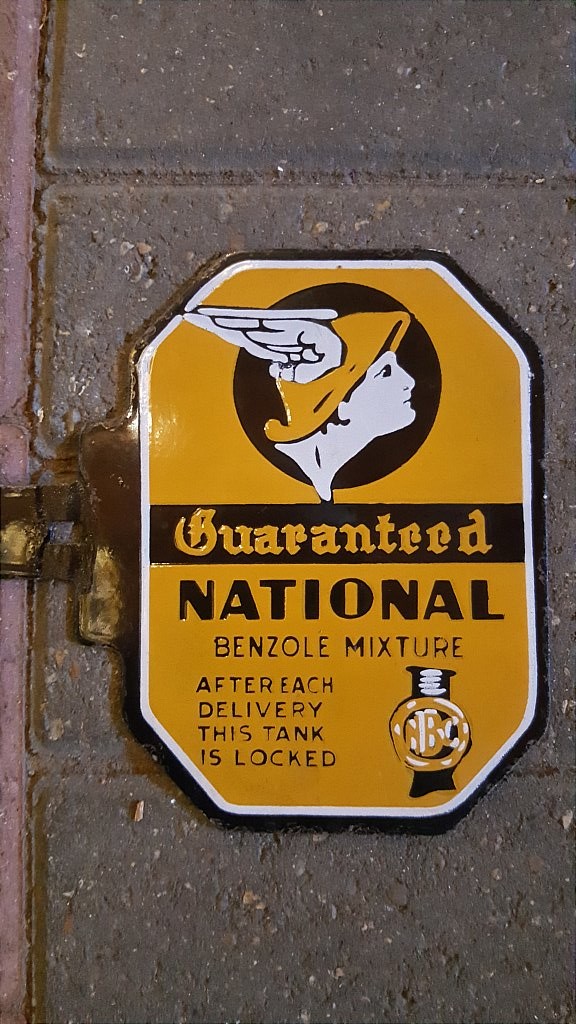 Guaranteed
NATIONAL
BENZOLE MIXTURE
AFTER EACH
DELIVERY
THIS TANK
IS LOCKED
NBC